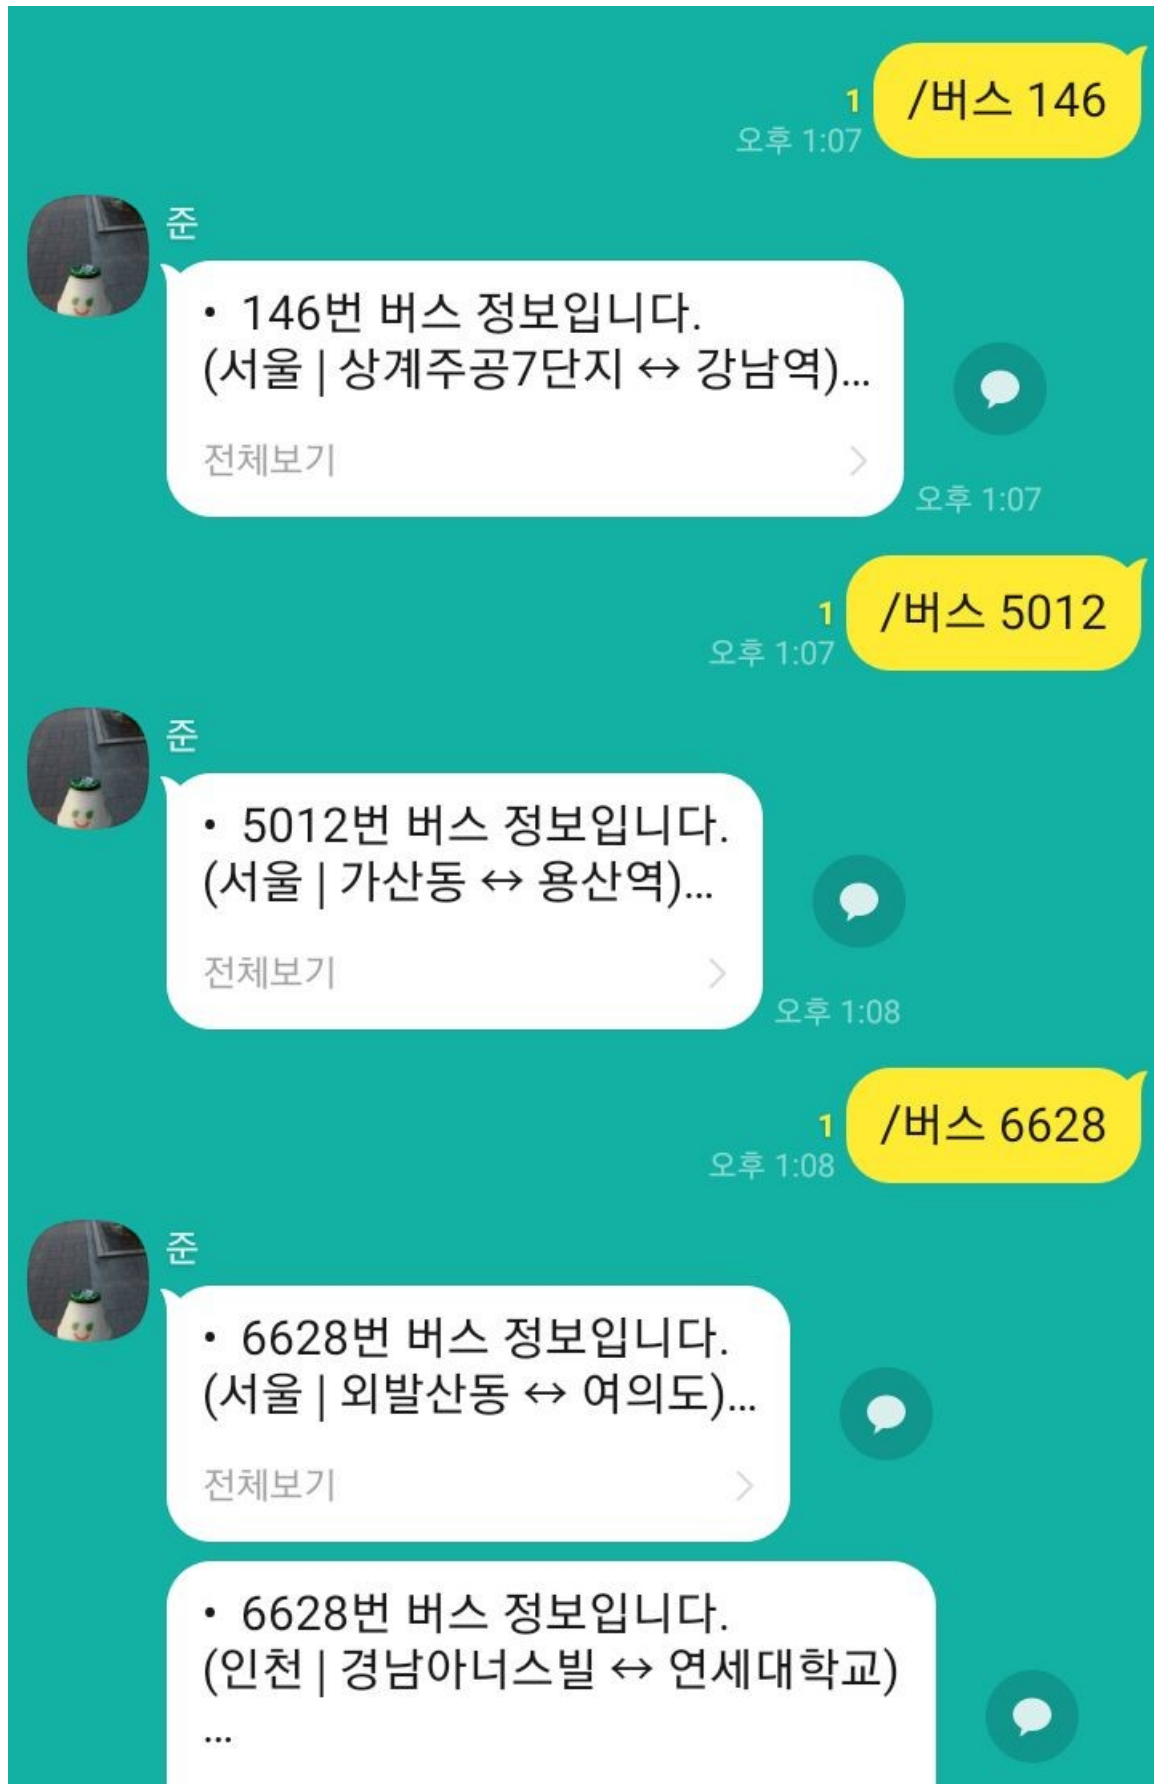 /버스 146
1
오후 1:07
준
• 146번 버스 정보입니다.
(서울 | 상계주공7단지 ↔ 강남역)...
전체보기
오후 1:07
/버스 5012
1
오후 1:07
준
• 5012번 버스 정보입니다.
(서울 | 가산동 ↔ 용산역)...
전체보기
오후 1:08
/버스 6628
1
오후 1:08
준
• 6628번 버스 정보입니다.
(서울 | 외발산동 ↔ 여의도)...
전체보기
• 6628번 버스 정보입니다.
(인천 | 경남아너스빌 ↔ 연세대학교)
...